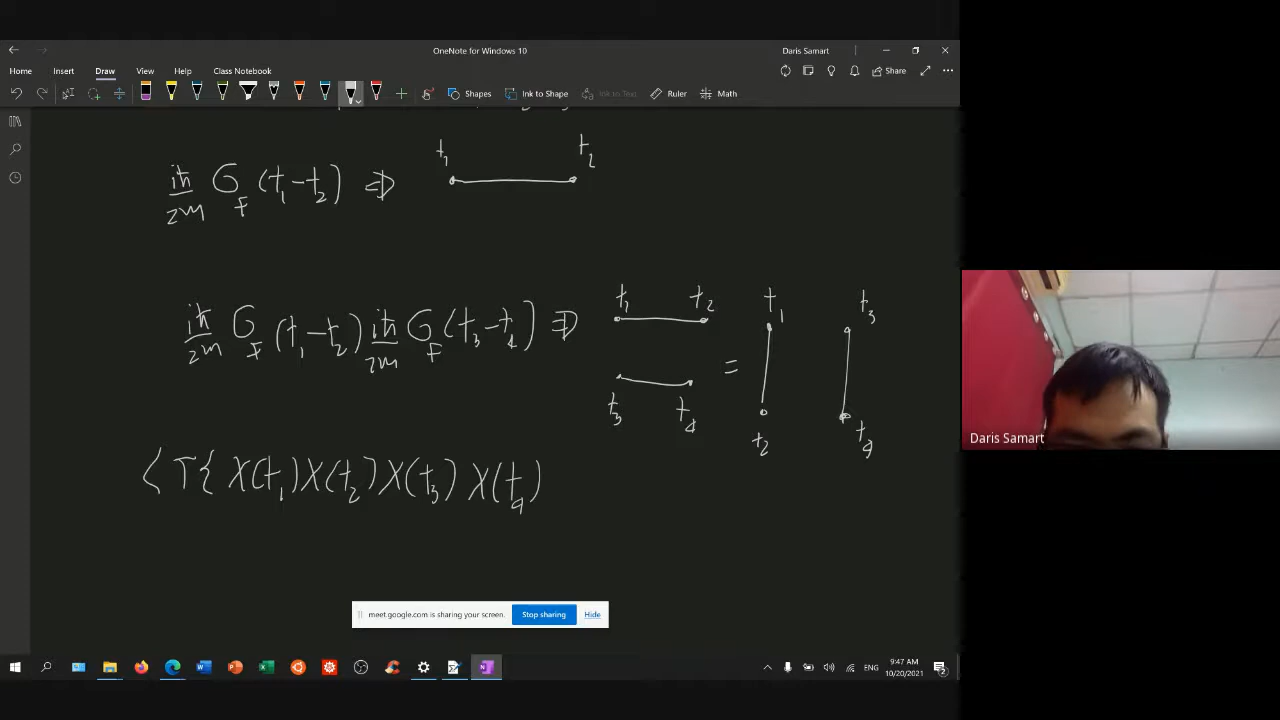 OneNote for Windows 10
Daris Samart
Home Insert Draw View Help Class Notebook
Share
Shapes Ink to Shape Ink to Text Ruler Math
t₁ t₂
iħ/2m G_F (t₁-t₂) ⇒
t₁ t₂ t₁ t₃
iħ/2m G_F (t₁-t₂) iħ/2m G_F (t₃-t₄) ⇒ =
t₃ t₄ t₂ t₄
⟨ T{ X(t₁) X(t₂) X(t₃) X(t₄)
Daris Samart
meet.google.com is sharing your screen. Stop sharing Hide
ENG
9:47 AM
10/20/2021
2